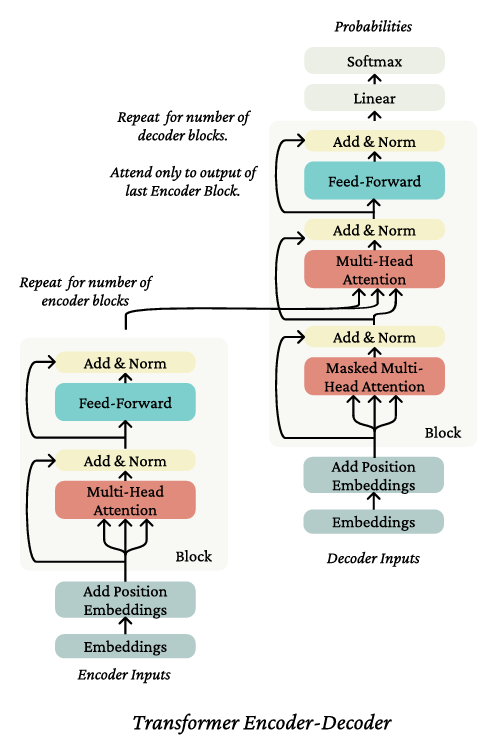 Probabilities
Softmax
Linear
Repeat for number of
decoder blocks.
Attend only to output of
last Encoder Block.
Add & Norm
Feed-Forward
Add & Norm
Multi-Head
Attention
Add & Norm
Masked Multi-
Head Attention
Block
Add Position
Embeddings
Embeddings
Decoder Inputs
Repeat for number of
encoder blocks
Add & Norm
Feed-Forward
Add & Norm
Multi-Head
Attention
Block
Add Position
Embeddings
Embeddings
Encoder Inputs
Transformer Encoder-Decoder